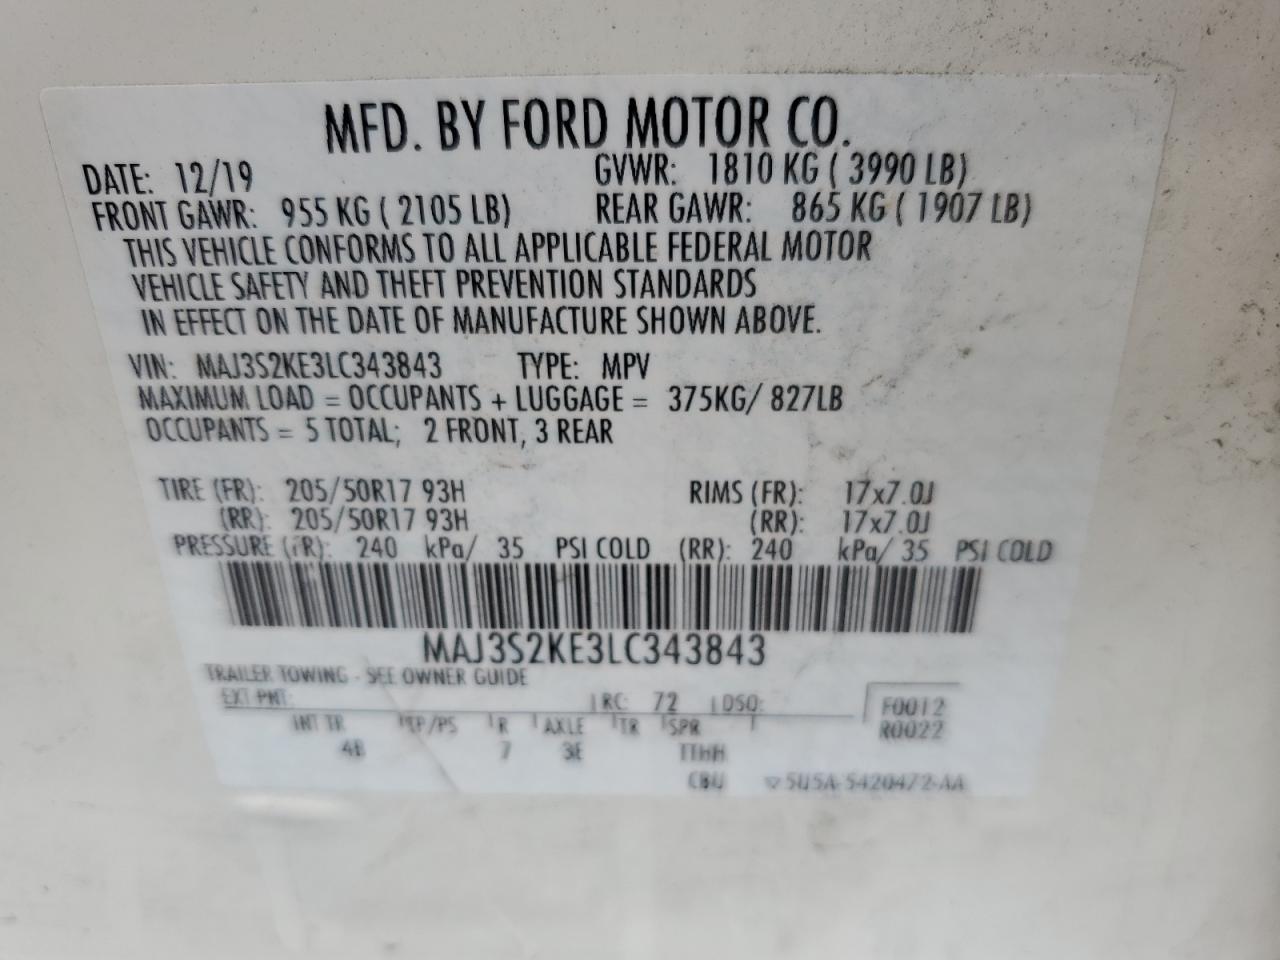 MFD. BY FORD MOTOR CO.
DATE: 12/19 GVWR: 1810 KG ( 3990 LB)
FRONT GAWR: 955 KG ( 2105 LB) REAR GAWR: 865 KG ( 1907 LB)
THIS VEHICLE CONFORMS TO ALL APPLICABLE FEDERAL MOTOR
VEHICLE SAFETY AND THEFT PREVENTION STANDARDS
IN EFFECT ON THE DATE OF MANUFACTURE SHOWN ABOVE.
VIN: MAJ3S2KE3LC343843 TYPE: MPV
MAXIMUM LOAD = OCCUPANTS + LUGGAGE = 375KG/ 827LB
OCCUPANTS = 5 TOTAL; 2 FRONT, 3 REAR
TIRE (FR): 205/50R17 93H RIMS (FR): 17x7.0J
(RR): 205/50R17 93H (RR): 17x7.0J
PRESSURE (FR): 240 kPa/ 35 PSI COLD (RR): 240 kPa/ 35 PSI COLD
MAJ3S2KE3LC343843
TRAILER TOWING - SEE OWNER GUIDE
EXT PNT: RC: 72 DSO: F0012
INT TR TP/PS R AXLE TR SPR R0022
7 3E
CBU 5U5A-5420472-AA